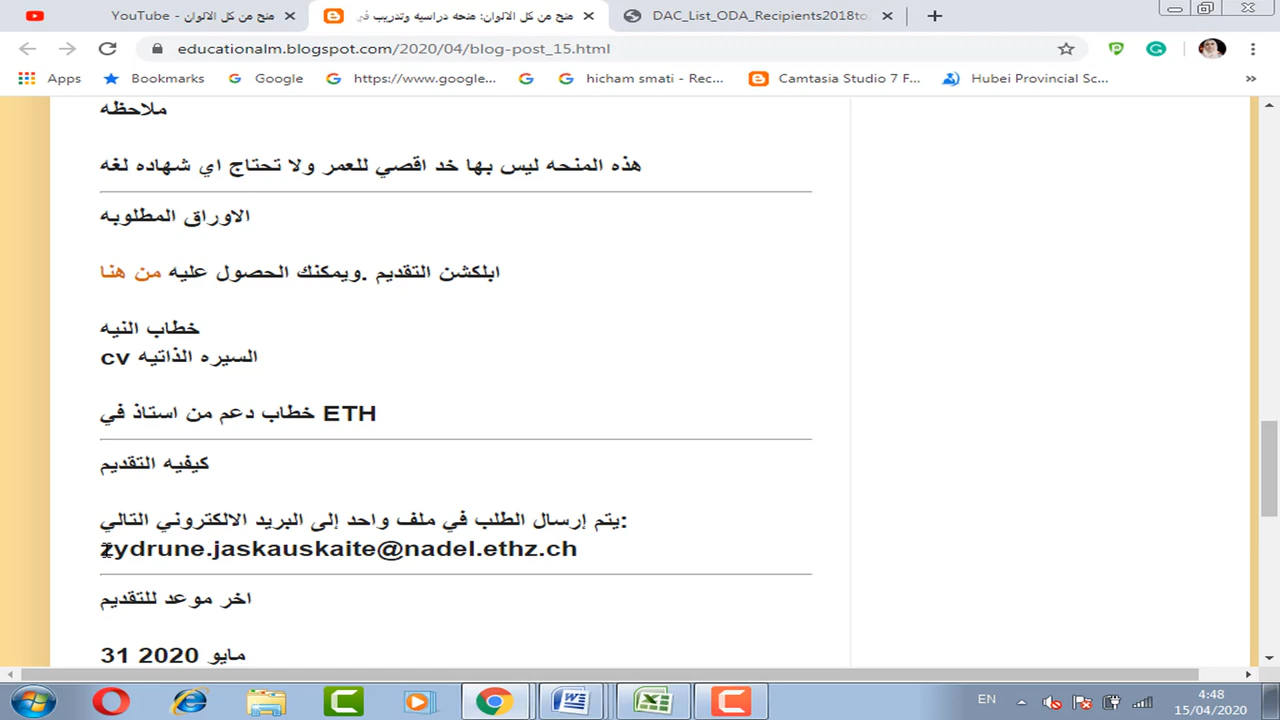 منح من كل الالوان - YouTube
منح من كل الالوان: منحه دراسيه وتدريب في
DAC_List_ODA_Recipients2018to
educationalm.blogspot.com/2020/04/blog-post_15.html
Apps
Bookmarks
Google
https://www.google...
hicham smati - Rec...
Camtasia Studio 7 F...
Hubei Provincial Sc...
»
ملاحظه
هذه المنحه ليس بها خد اقصي للعمر ولا تحتاج اي شهاده لغه
الاوراق المطلوبه
ابلكشن التقديم .ويمكنك الحصول عليه من هنا
خطاب النيه
السيره الذاتيه cv
خطاب دعم من استاذ في ETH
كيفيه التقديم
يتم إرسال الطلب في ملف واحد إلى البريد الالكتروني التالي:
zydrune.jaskauskaite@nadel.ethz.ch
اخر موعد للتقديم
31 مايو 2020
EN
4:48
15/04/2020